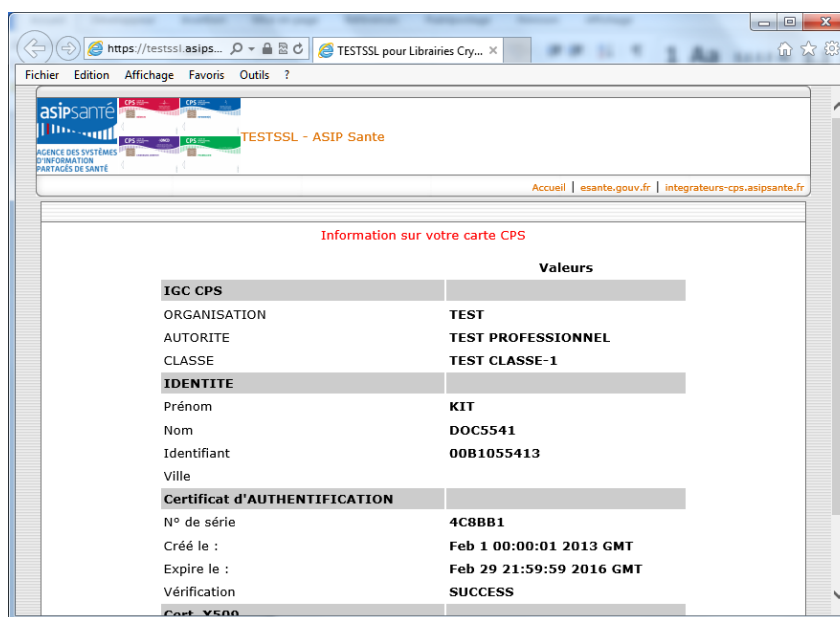 https://testssl.asips...
TESTSSL pour Librairies Cry...
Fichier Edition Affichage Favoris Outils ?
asipsanté
AGENCE DES SYSTÈMES
D'INFORMATION
PARTAGÉS DE SANTÉ
CPS CPS
CPS CPS
TESTSSL - ASIP Sante
Accueil | esante.gouv.fr | integrateurs-cps.asipsante.fr
Information sur votre carte CPS
Valeurs
IGC CPS
ORGANISATION TEST
AUTORITE TEST PROFESSIONNEL
CLASSE TEST CLASSE-1
IDENTITE
Prénom KIT
Nom DOC5541
Identifiant 00B1055413
Ville
Certificat d'AUTHENTIFICATION
N° de série 4C8BB1
Créé le : Feb 1 00:00:01 2013 GMT
Expire le : Feb 29 21:59:59 2016 GMT
Vérification SUCCESS
Cert. X509